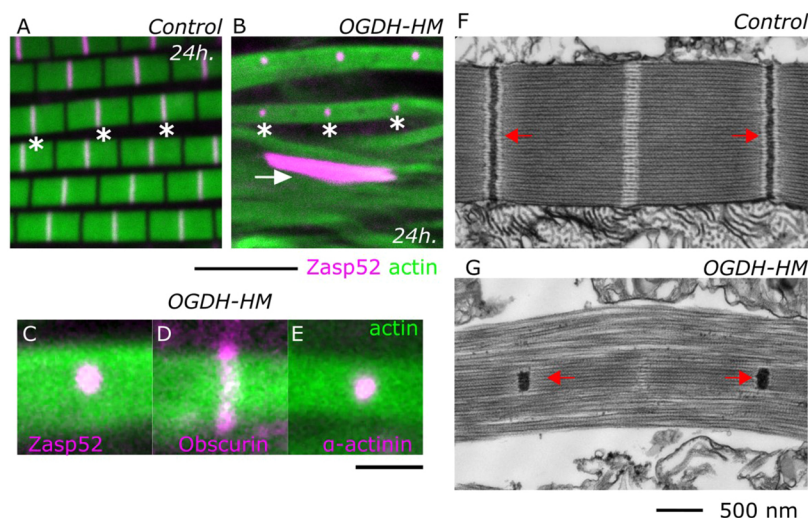 A Control
24h.
B OGDH-HM
* * *
* * *
24h.
Zasp52 actin
OGDH-HM
C D E actin
Zasp52 Obscurin α-actinin
F Control
G OGDH-HM
500 nm